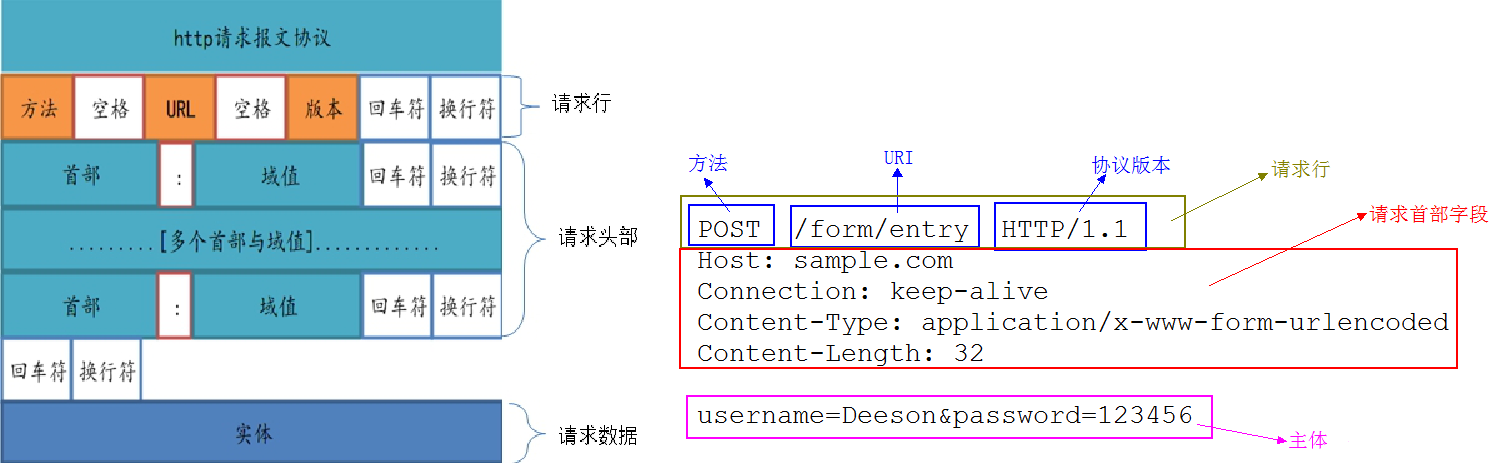 http请求报文协议
方法 空格 URL 空格 版本 回车符 换行符
请求行
首部 : 域值 回车符 换行符
.........[多个首部与域值].............
请求头部
首部 : 域值 回车符 换行符
回车符 换行符
实体
请求数据
方法 URI 协议版本
请求行
POST /form/entry HTTP/1.1
请求首部字段
Host: sample.com
Connection: keep-alive
Content-Type: application/x-www-form-urlencoded
Content-Length: 32
username=Deeson&password=123456
主体